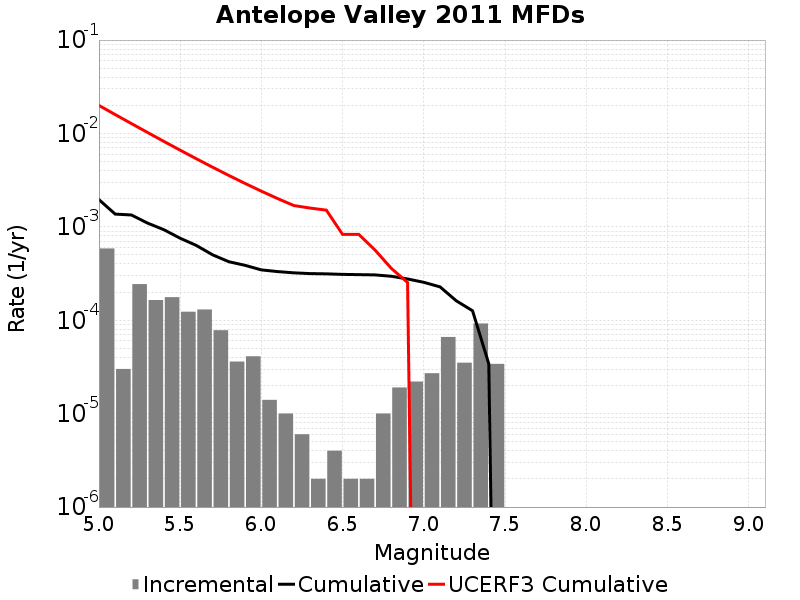 Antelope Valley 2011 MFDs
10-1
10-2
10-3
10-4
10-5
10-6
Rate (1/yr)
5.0 5.5 6.0 6.5 7.0 7.5 8.0 8.5 9.0
Magnitude
Incremental Cumulative UCERF3 Cumulative